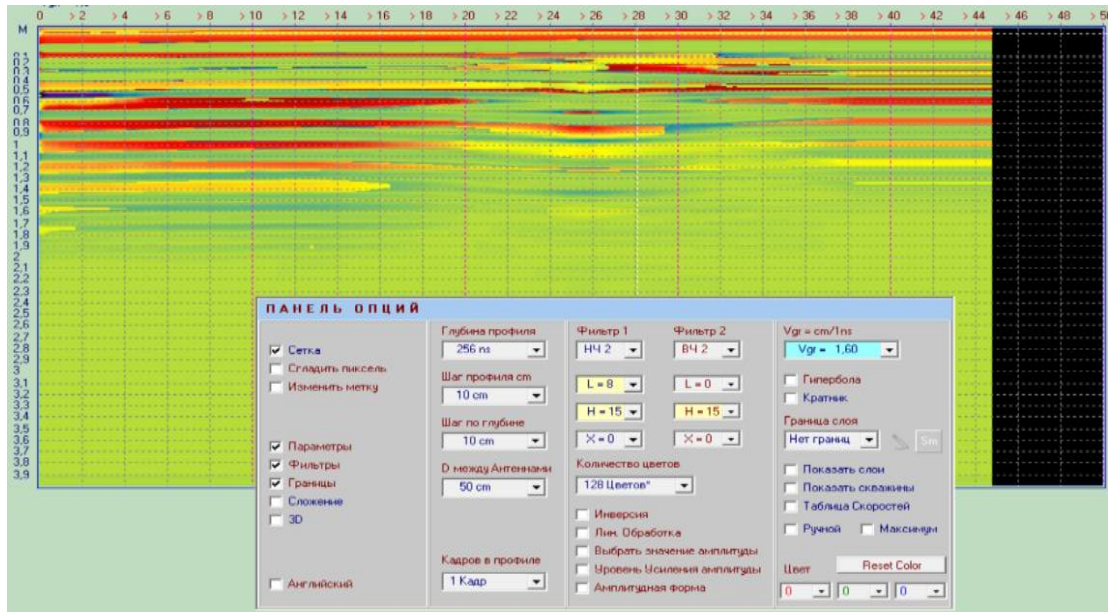 0 > 2 > 4 > 6 > 8 > 10 > 12 > 14 > 16 > 18 > 20 > 22 > 24 > 26 > 28 > 30 > 32 > 34 > 36 > 38 > 40 > 42 > 44 > 46 > 48 > 50
М
0,1
0,2
0,3
0,4
0,5
0,6
0,7
0,8
0,9
1
1,1
1,2
1,3
1,4
1,5
1,6
1,7
1,8
1,9
2
2,1
2,2
2,3
2,4
2,5
2,6
2,7
2,8
2,9
3
3,1
3,2
3,3
3,4
3,5
3,6
3,7
3,8
3,9
ПАНЕЛЬ ОПЦИЙ
Сетка
Сгладить пиксель
Изменить метку
Параметры
Фильтры
Границы
Сложение
3D
Английский
Глубина профиля
256 ns
Шаг профиля cm
10 cm
Шаг по глубине
10 cm
D между Антеннами
50 cm
Кадров в профиле
1 Кадр
Фильтр 1 Фильтр 2
НЧ 2 ВЧ 2
L = 8 L = 0
H = 15 H = 15
X = 0 X = 0
Количество цветов
128 Цветов*
Инверсия
Лин. Обработка
Выбрать значение амплитуды
Уровень Усиления амплитуды
Амплитудная форма
Vgr = cm/1ns
Vgr = 1,60
Гипербола
Кратник
Граница слоя
Нет границ Sm
Показать слои
Показать скважины
Таблица Скоростей
Ручной Максимум
Цвет Reset Color
0 0 0